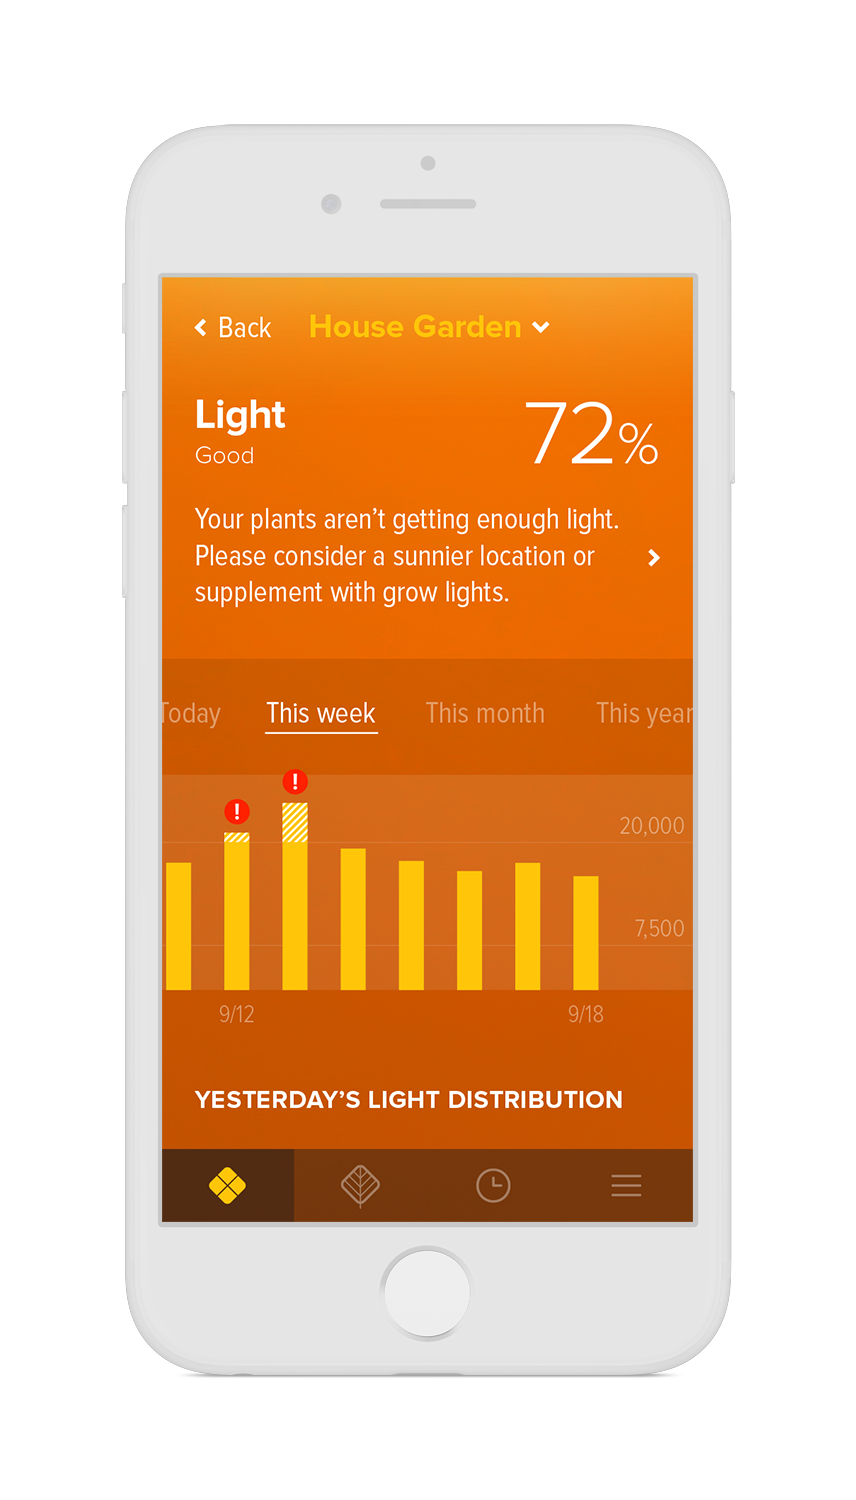 Back House Garden
Light
Good
72%
Your plants aren’t getting enough light.
Please consider a sunnier location or
supplement with grow lights.
Today This week This month This year
!
!
20,000
7,500
9/12 9/18
YESTERDAY’S LIGHT DISTRIBUTION